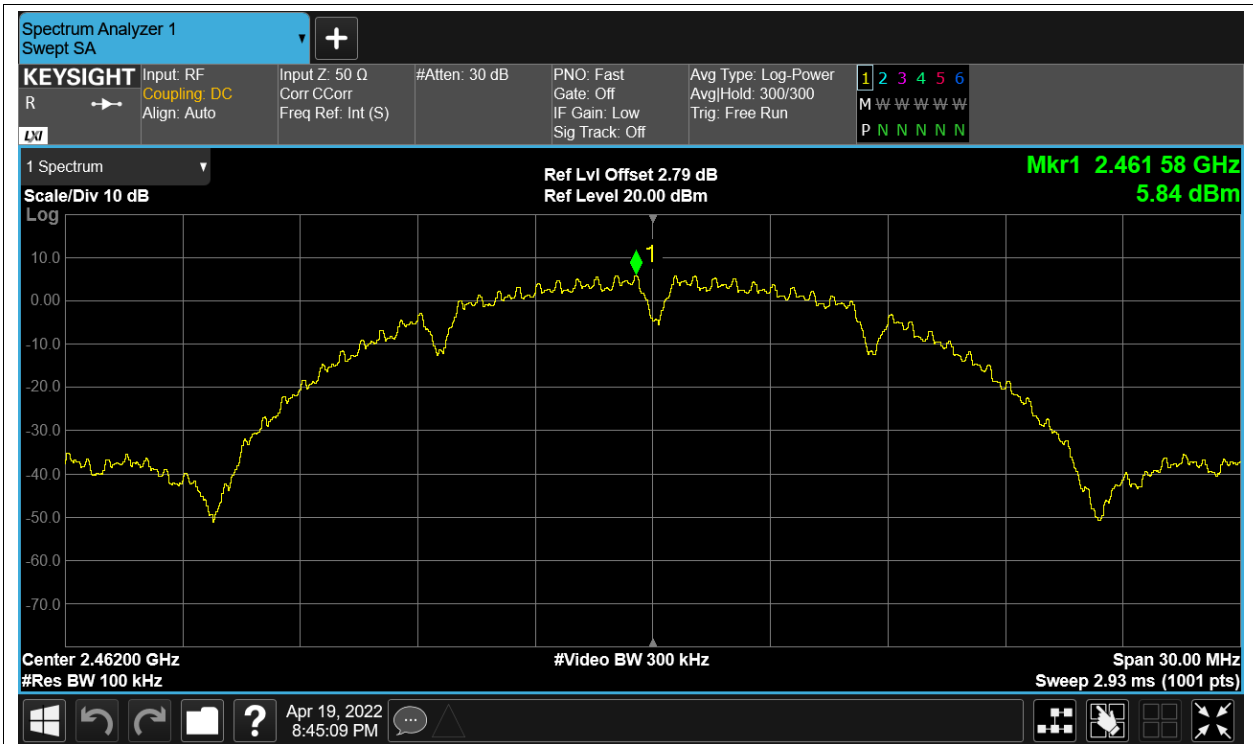 Spectrum Analyzer 1
Swept SA
+
KEYSIGHT
R
LXI
Input: RF
Coupling: DC
Align: Auto
Input Z: 50 Ω
Corr CCorr
Freq Ref: Int (S)
#Atten: 30 dB
PNO: Fast
Gate: Off
IF Gain: Low
Sig Track: Off
Avg Type: Log-Power
Avg|Hold: 300/300
Trig: Free Run
1 2 3 4 5 6
M W W W W W
P N N N N N
1 Spectrum
Scale/Div 10 dB
Ref Lvl Offset 2.79 dB
Ref Level 20.00 dBm
Mkr1 2.461 58 GHz
5.84 dBm
Log
1
10.0
0.00
-10.0
-20.0
-30.0
-40.0
-50.0
-60.0
-70.0
Center 2.46200 GHz
#Res BW 100 kHz
#Video BW 300 kHz
Span 30.00 MHz
Sweep 2.93 ms (1001 pts)
?
Apr 19, 2022
8:45:09 PM